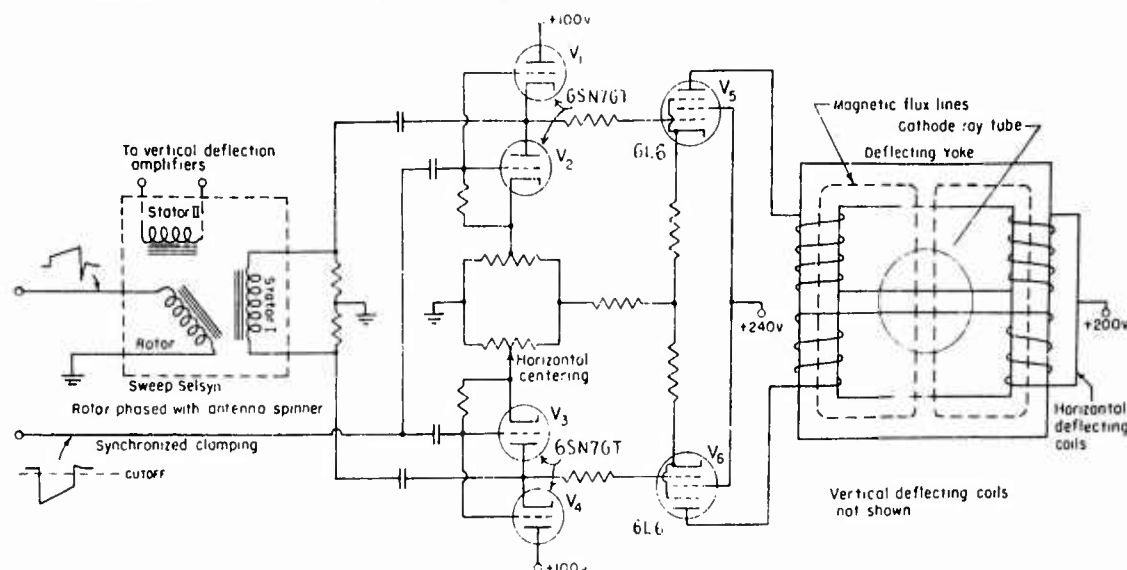 +100v
V1
6SN7GT
V2
V5
6L6
Magnetic flux lines
Cathode ray tube
Deflecting Yoke
To vertical deflection
amplifiers
Stator II
Stator I
Rotor
Sweep Selsyn
Rotor phased with antenna spinner
Synchronized clamping
CUTOFF
Horizontal
centering
+240v
+200v
Horizontal
deflecting
coils
V3
6SN7GT
V4
V6
6L6
Vertical deflecting coils
not shown
+100v